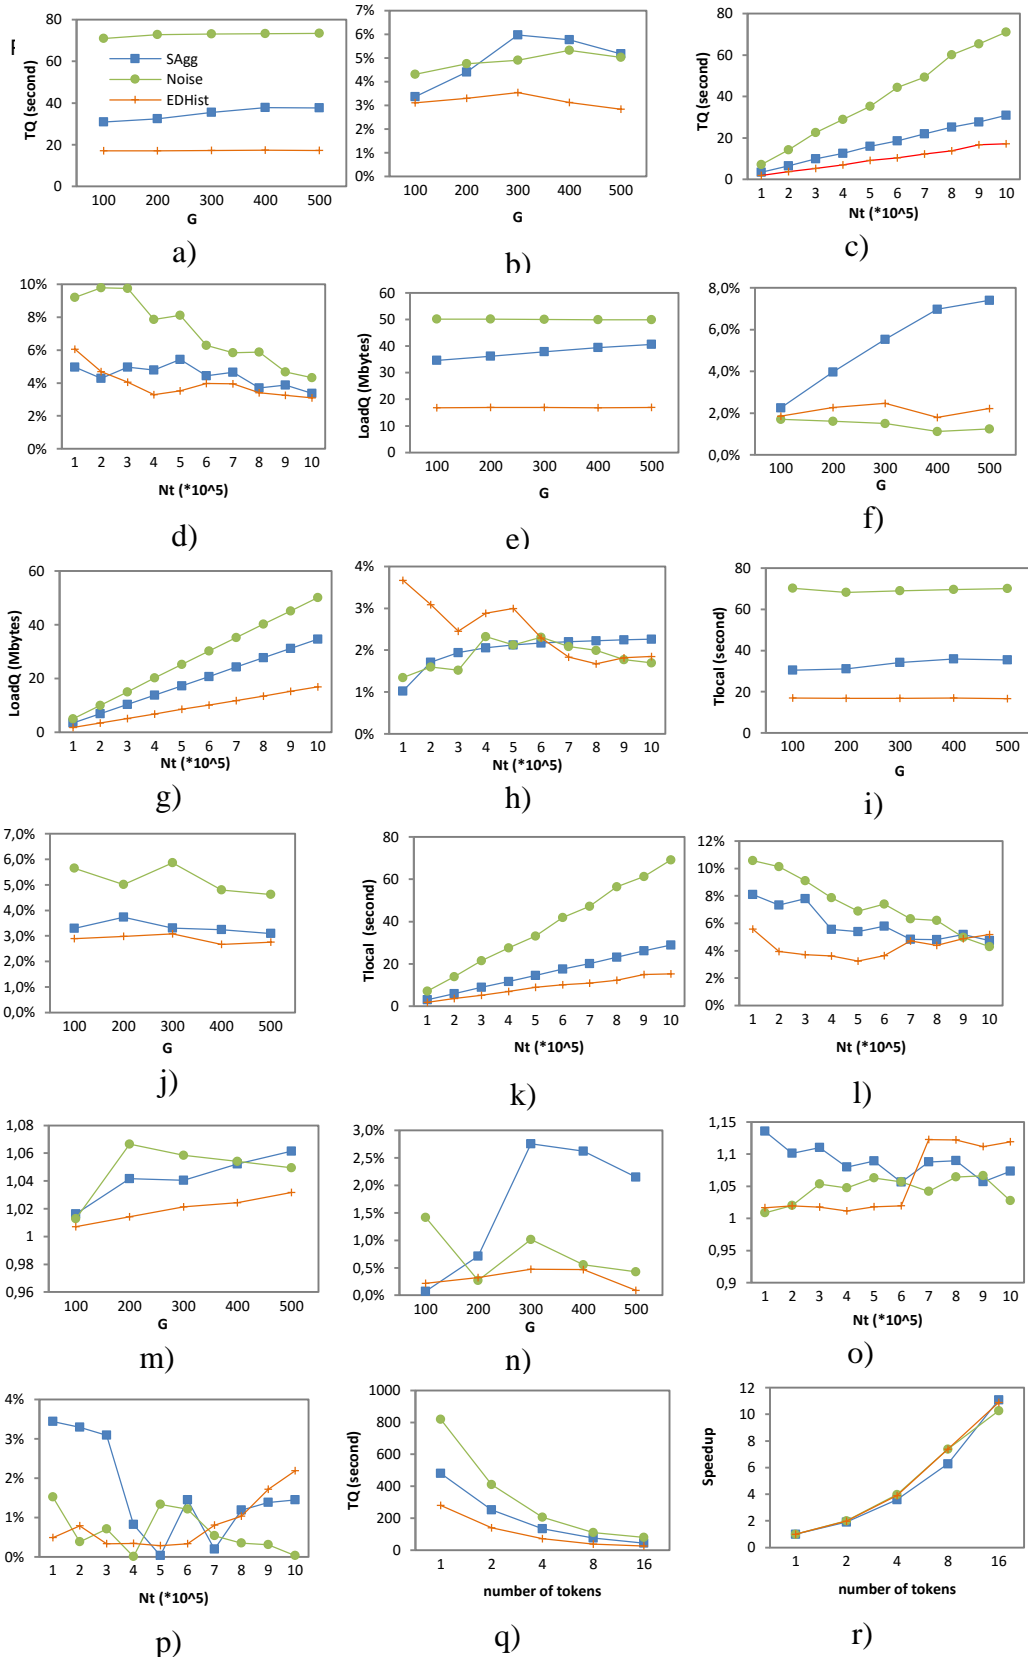 80
60
40
20
0
TQ (second)
SAgg
Noise
EDHist
100 200 300 400 500
G
a)
7%
6%
5%
4%
3%
2%
1%
0%
100 200 300 400 500
G
b)
80
60
40
20
0
TQ (second)
1 2 3 4 5 6 7 8 9 10
Nt (*10^5)
c)
10%
8%
6%
4%
2%
0%
1 2 3 4 5 6 7 8 9 10
Nt (*10^5)
d)
60
50
40
30
20
10
0
LoadQ (Mbytes)
100 200 300 400 500
G
e)
8,0%
6,0%
4,0%
2,0%
0,0%
100 200 300 400 500
G
f)
60
40
20
0
LoadQ (Mbytes)
1 2 3 4 5 6 7 8 9 10
Nt (*10^5)
g)
4%
3%
2%
1%
0%
1 2 3 4 5 6 7 8 9 10
Nt (*10^5)
h)
80
60
40
20
0
Tlocal (second)
100 200 300 400 500
G
i)
7,0%
6,0%
5,0%
4,0%
3,0%
2,0%
1,0%
0,0%
100 200 300 400 500
G
j)
80
60
40
20
0
Tlocal (second)
1 2 3 4 5 6 7 8 9 10
Nt (*10^5)
k)
12%
10%
8%
6%
4%
2%
0%
1 2 3 4 5 6 7 8 9 10
Nt (*10^5)
l)
1,08
1,06
1,04
1,02
1
0,98
0,96
100 200 300 400 500
G
m)
3,0%
2,5%
2,0%
1,5%
1,0%
0,5%
0,0%
100 200 300 400 500
G
n)
1,15
1,1
1,05
1
0,95
0,9
1 2 3 4 5 6 7 8 9 10
Nt (*10^5)
o)
4%
3%
2%
1%
0%
1 2 3 4 5 6 7 8 9 10
Nt (*10^5)
p)
1000
800
600
400
200
0
TQ (second)
1 2 4 8 16
number of tokens
q)
12
10
8
6
4
2
0
Speedup
1 2 4 8 16
number of tokens
r)